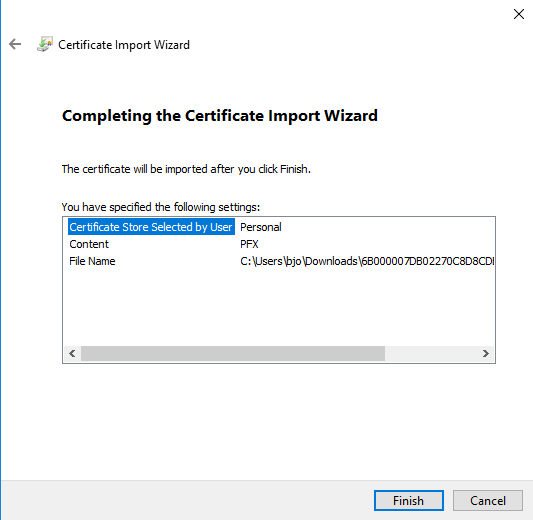 Certificate Import Wizard
Completing the Certificate Import Wizard
The certificate will be imported after you click Finish.
You have specified the following settings:
Certificate Store Selected by User Personal
Content PFX
File Name C:\Users\bjo\Downloads\6B000007DB02270C8D8CD
Finish Cancel